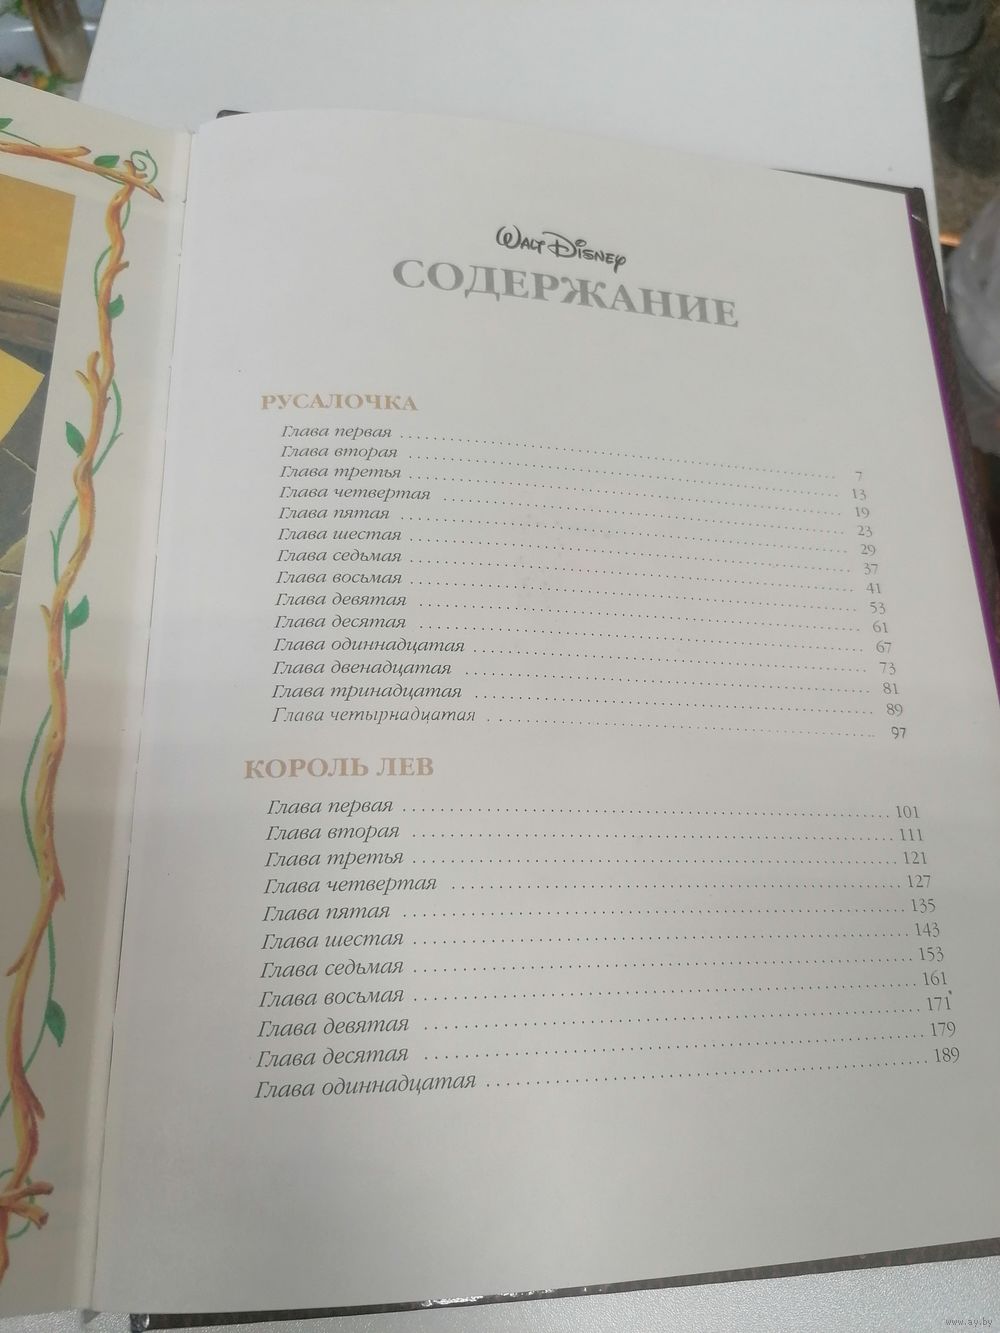 Walt Disney
СОДЕРЖАНИЕ
РУСАЛОЧКА
Глава первая 7
Глава вторая 13
Глава третья 19
Глава четвертая 23
Глава пятая 29
Глава шестая 37
Глава седьмая 41
Глава восьмая 53
Глава девятая 61
Глава десятая 67
Глава одиннадцатая 73
Глава двенадцатая 81
Глава тринадцатая 89
Глава четырнадцатая 97
КОРОЛЬ ЛЕВ
Глава первая 101
Глава вторая 111
Глава третья 121
Глава четвертая 127
Глава пятая 135
Глава шестая 143
Глава седьмая 153
Глава восьмая 161
Глава девятая 171
Глава десятая 179
Глава одиннадцатая 189
www.ay.by